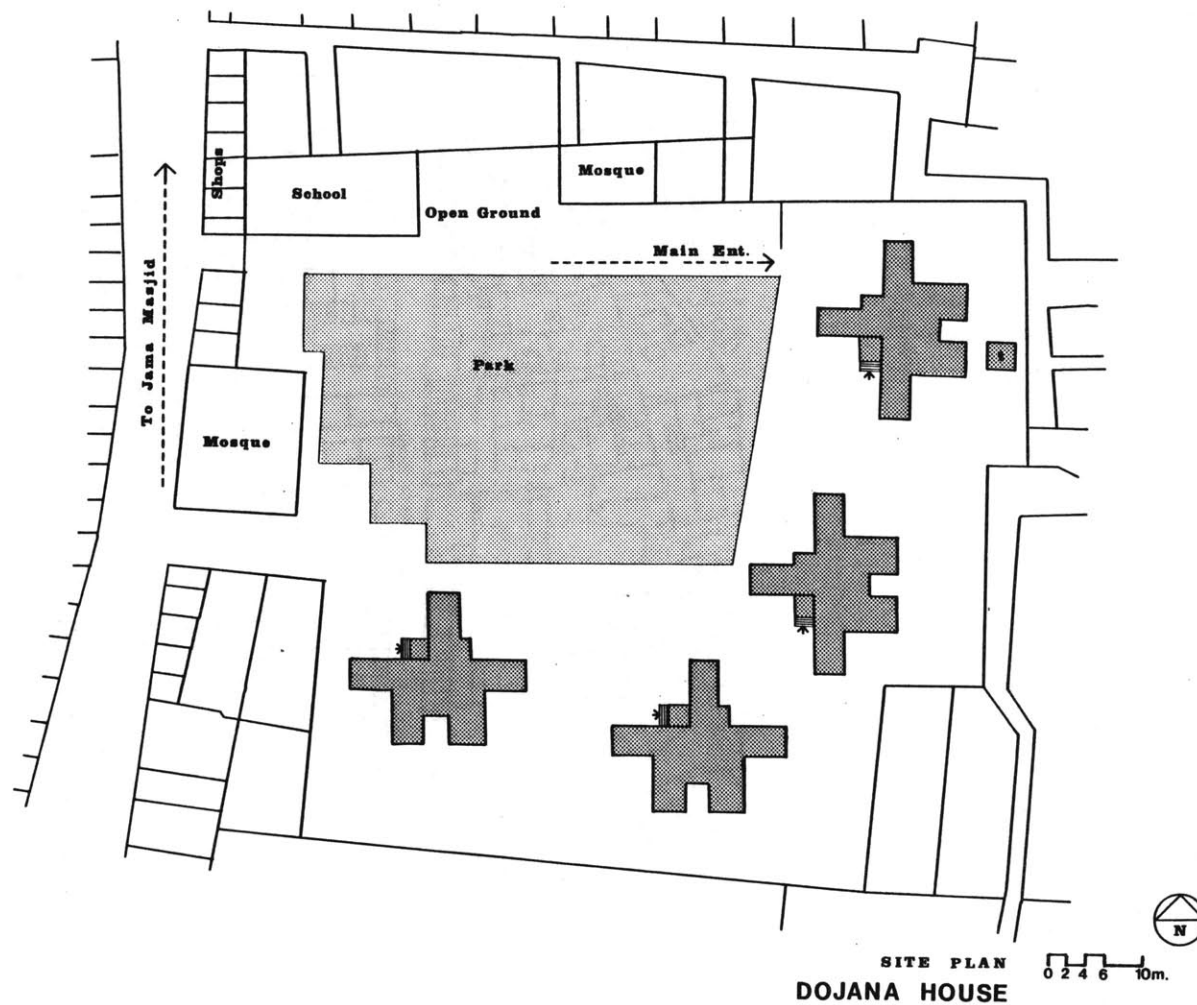 Shops
School
Mosque
Open Ground
Main Ent.
To Jama Masjid
Park
t
Mosque
N
SITE PLAN
0 2 4 6 10m.
DOJANA HOUSE